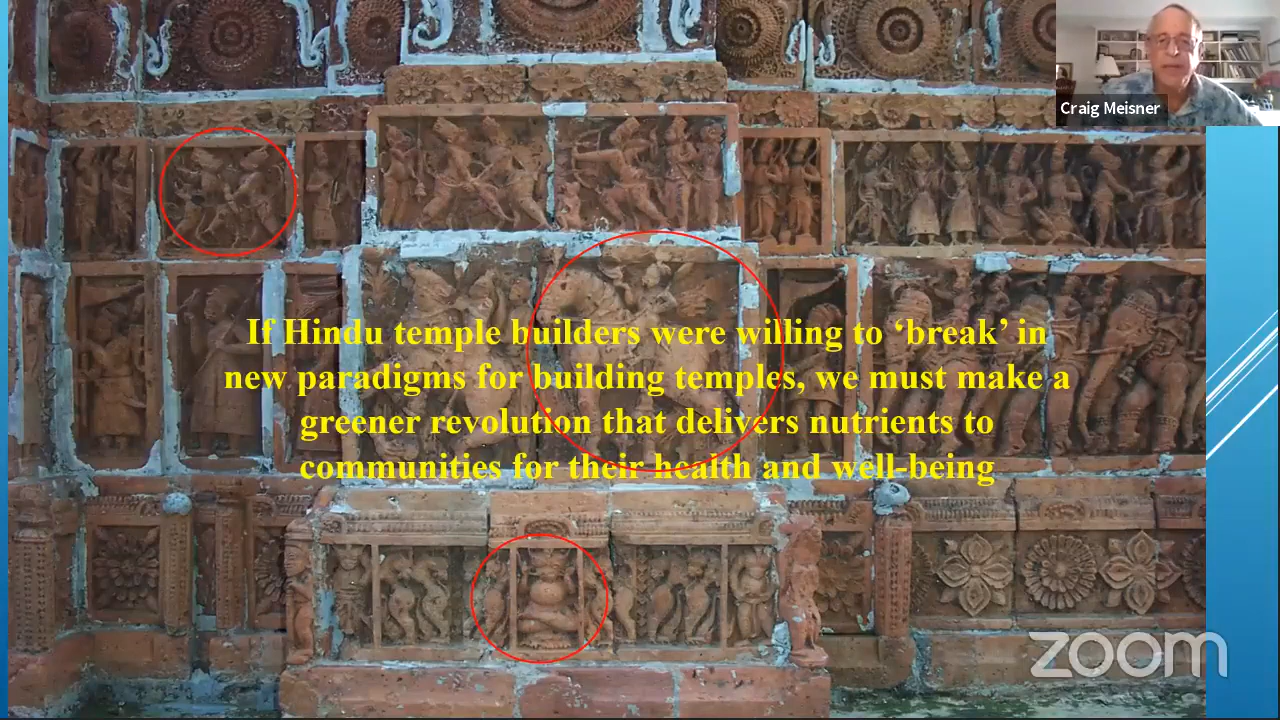 Craig Meisner
If Hindu temple builders were willing to ‘break’ in
new paradigms for building temples, we must make a
greener revolution that delivers nutrients to
communities for their health and well-being
zoom